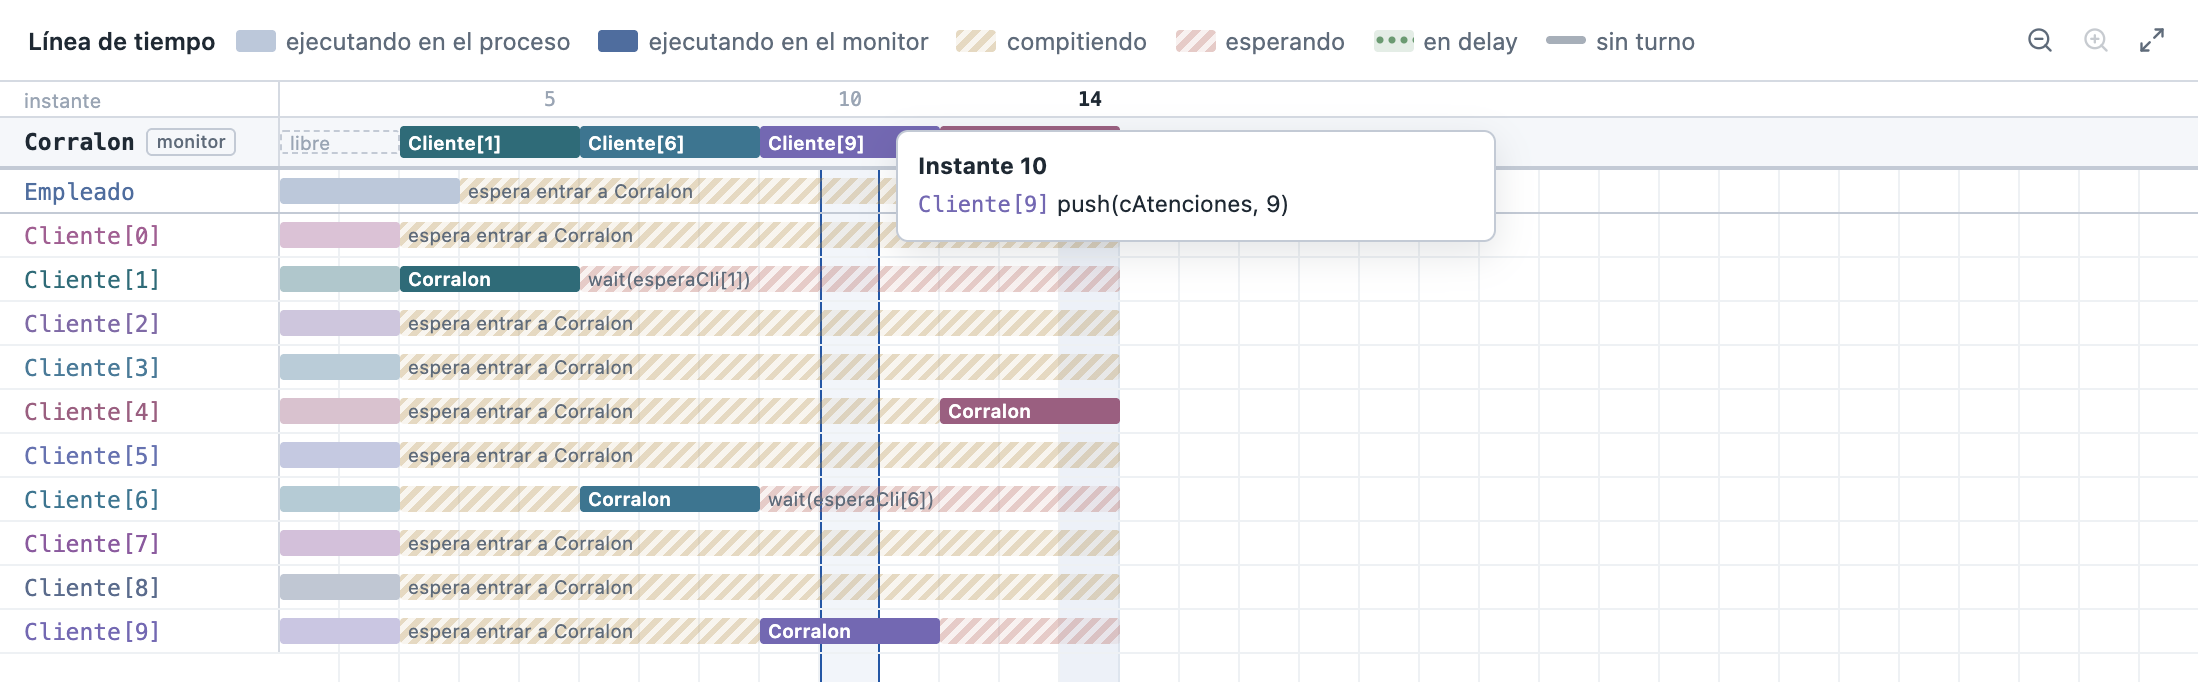 Línea de tiempo ejecutando en el proceso ejecutando en el monitor compitiendo esperando en delay sin turno
instante 5 10 14
Corralon monitor libre Cliente[1] Cliente[6] Cliente[9]
Instante 10
Cliente[9] push(cAtenciones, 9)
Empleado espera entrar a Corralon
Cliente[0] espera entrar a Corralon
Cliente[1] Corralon wait(esperaCli[1])
Cliente[2] espera entrar a Corralon
Cliente[3] espera entrar a Corralon
Cliente[4] espera entrar a Corralon Corralon
Cliente[5] espera entrar a Corralon
Cliente[6] Corralon wait(esperaCli[6])
Cliente[7] espera entrar a Corralon
Cliente[8] espera entrar a Corralon
Cliente[9] espera entrar a Corralon Corralon